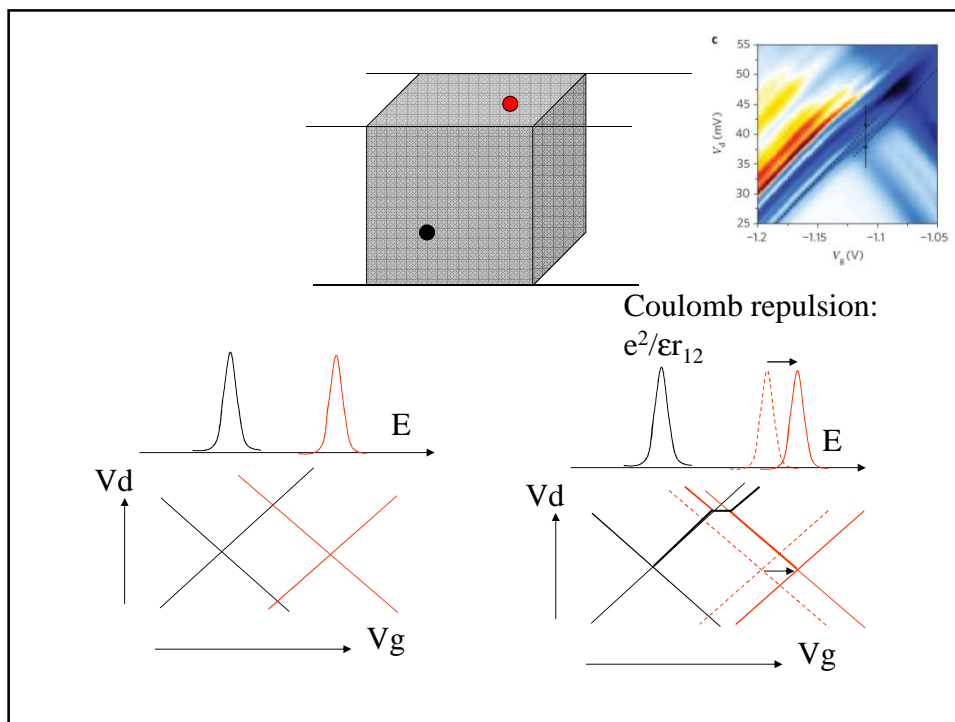 c
55
50
45
40
35
30
25
V_d (mV)
−1.2
−1.15
−1.1
−1.05
V_g (V)
Coulomb repulsion:
e²/εr₁₂
E
E
Vd
Vd
Vg
Vg